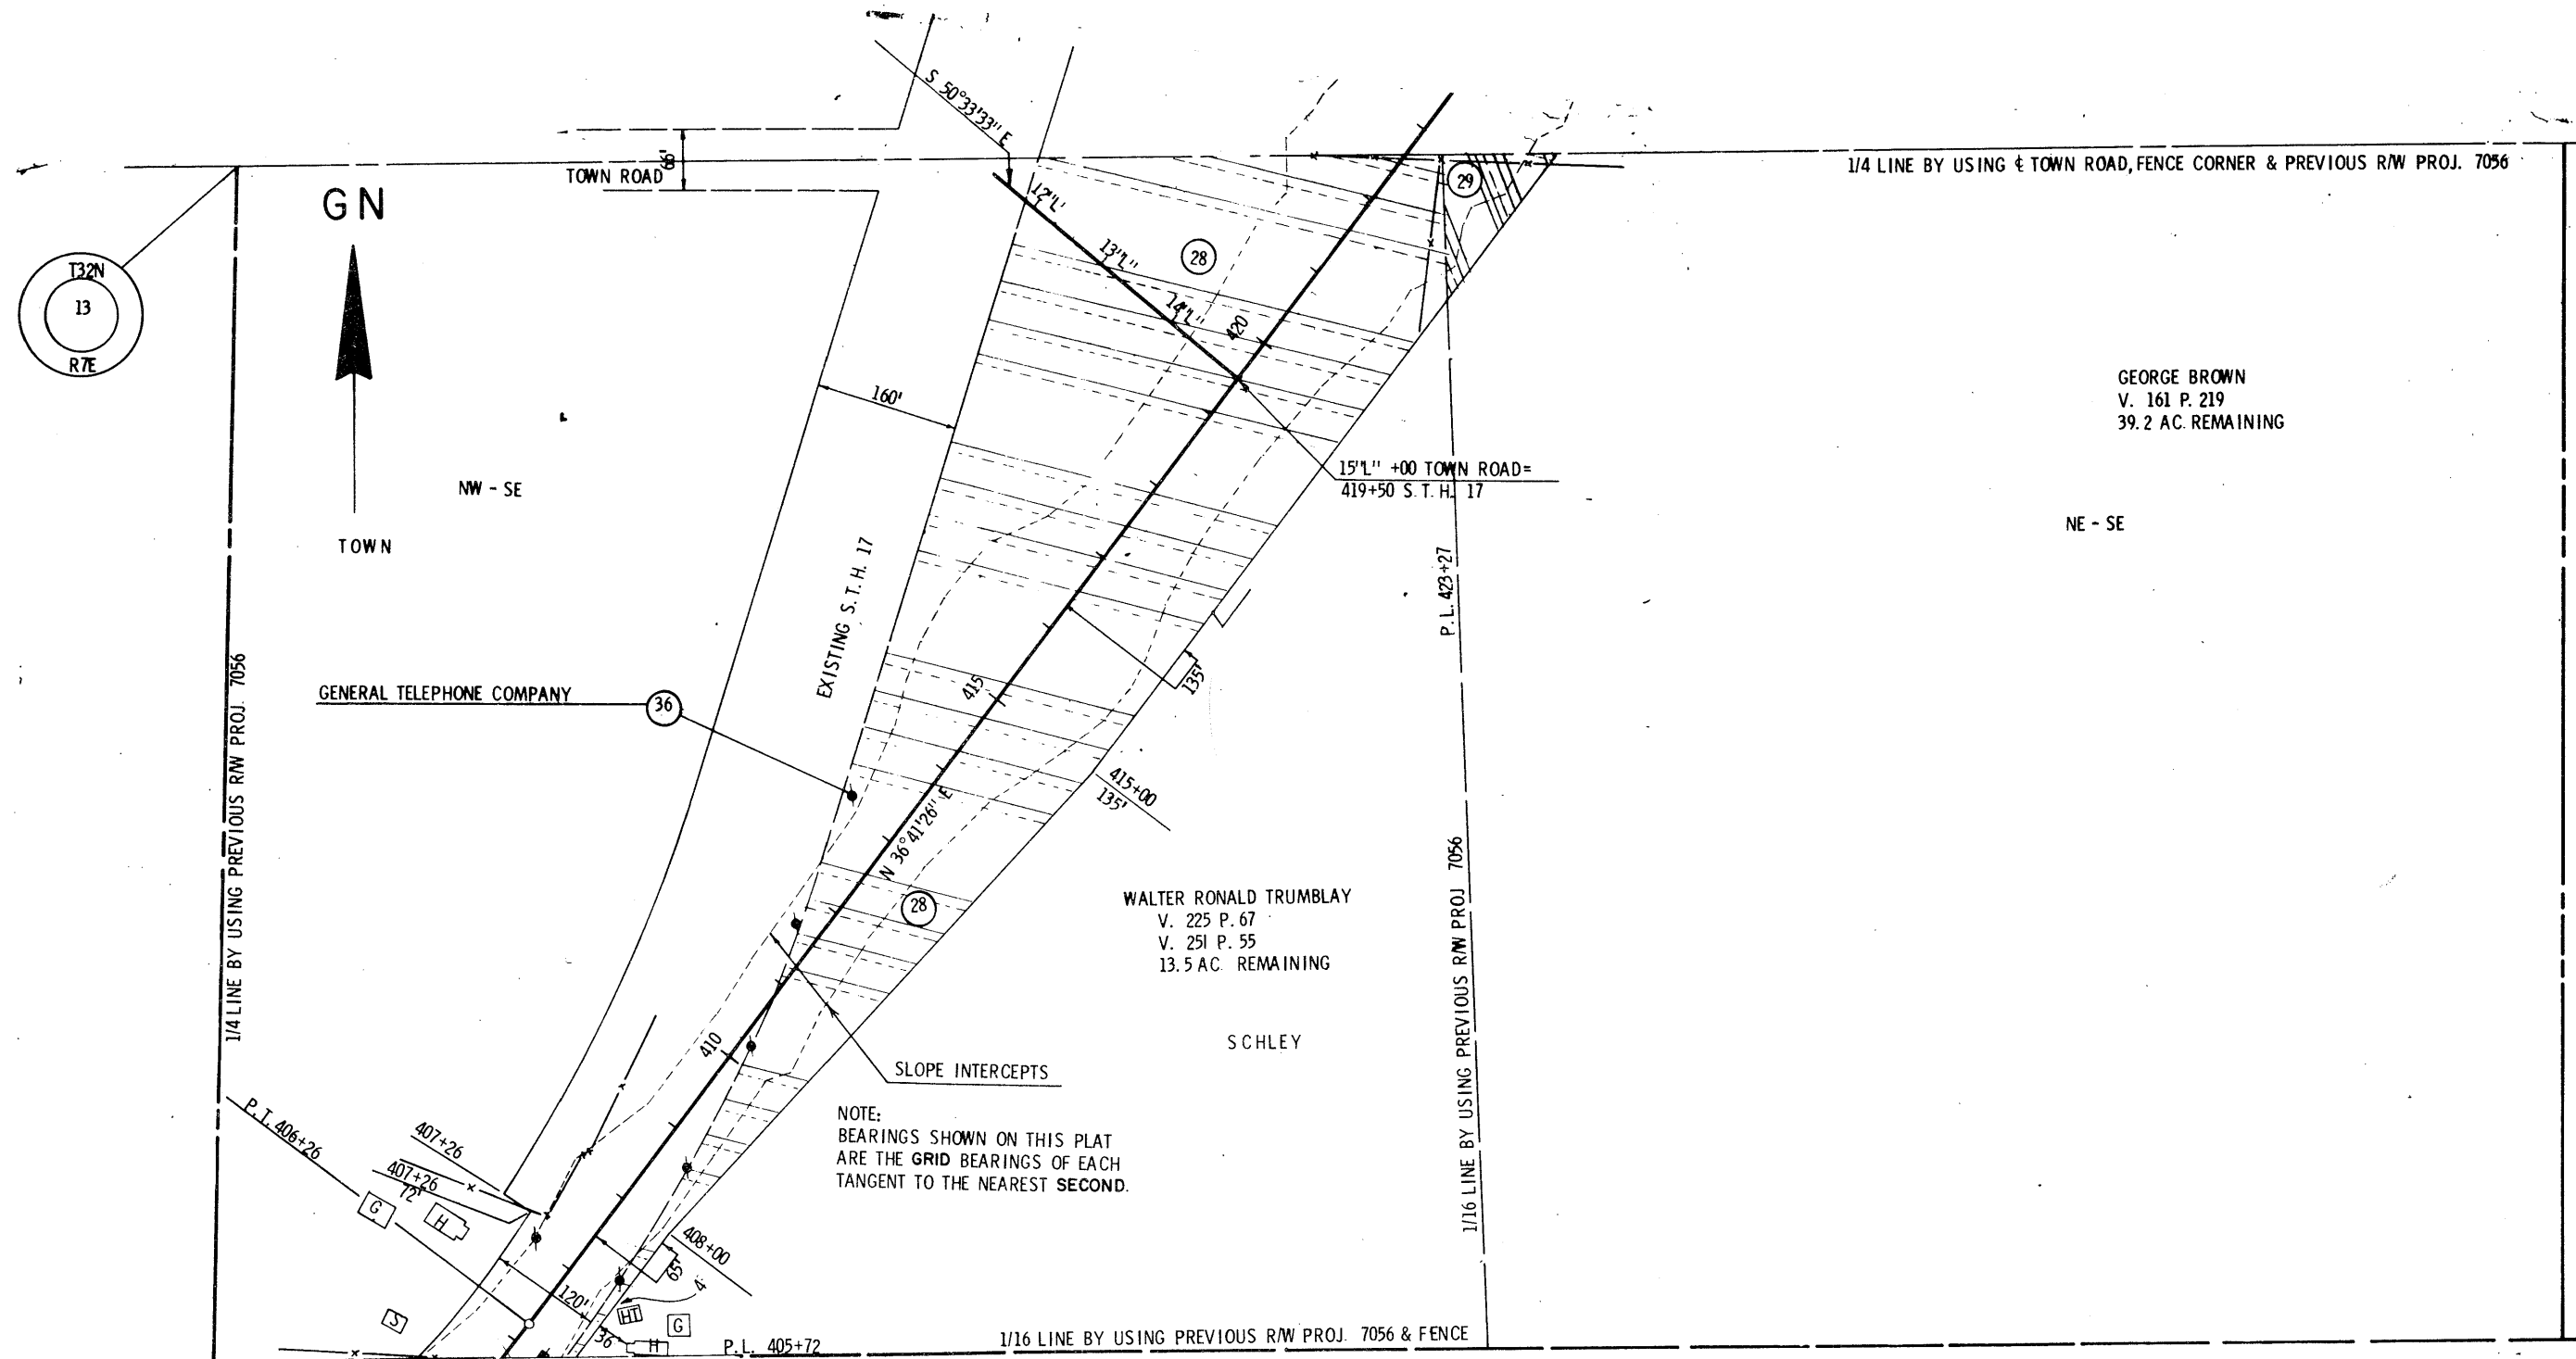 S 50°33'33" E
66'
TOWN ROAD
1/4 LINE BY USING ℄ TOWN ROAD, FENCE CORNER & PREVIOUS R/W PROJ. 7056
29
GN
12"L"
T32N
13
R7E
13"L"
28
14"L"
420
GEORGE BROWN
V. 161 P. 219
39.2 AC. REMAINING
160'
15"L" +00 TOWN ROAD=
419+50 S.T.H. 17
NW - SE
NE - SE
TOWN
EXISTING S.T.H. 17
P.L. 423+27
GENERAL TELEPHONE COMPANY
36
415
135'
1/4 LINE BY USING PREVIOUS R/W PROJ. 7056
415+00
135'
N 36°41'26" E
28
WALTER RONALD TRUMBLAY
V. 225 P. 67
V. 251 P. 55
13.5 AC. REMAINING
1/16 LINE BY USING PREVIOUS R/W PROJ 7056
SCHLEY
410
SLOPE INTERCEPTS
NOTE:
BEARINGS SHOWN ON THIS PLAT
ARE THE GRID BEARINGS OF EACH
TANGENT TO THE NEAREST SECOND.
P.T. 406+26
407+26
407+26
72'
G
H
408+00
65'
4'
120'
S
HT
G
36
H
P.L. 405+72
1/16 LINE BY USING PREVIOUS R/W PROJ. 7056 & FENCE